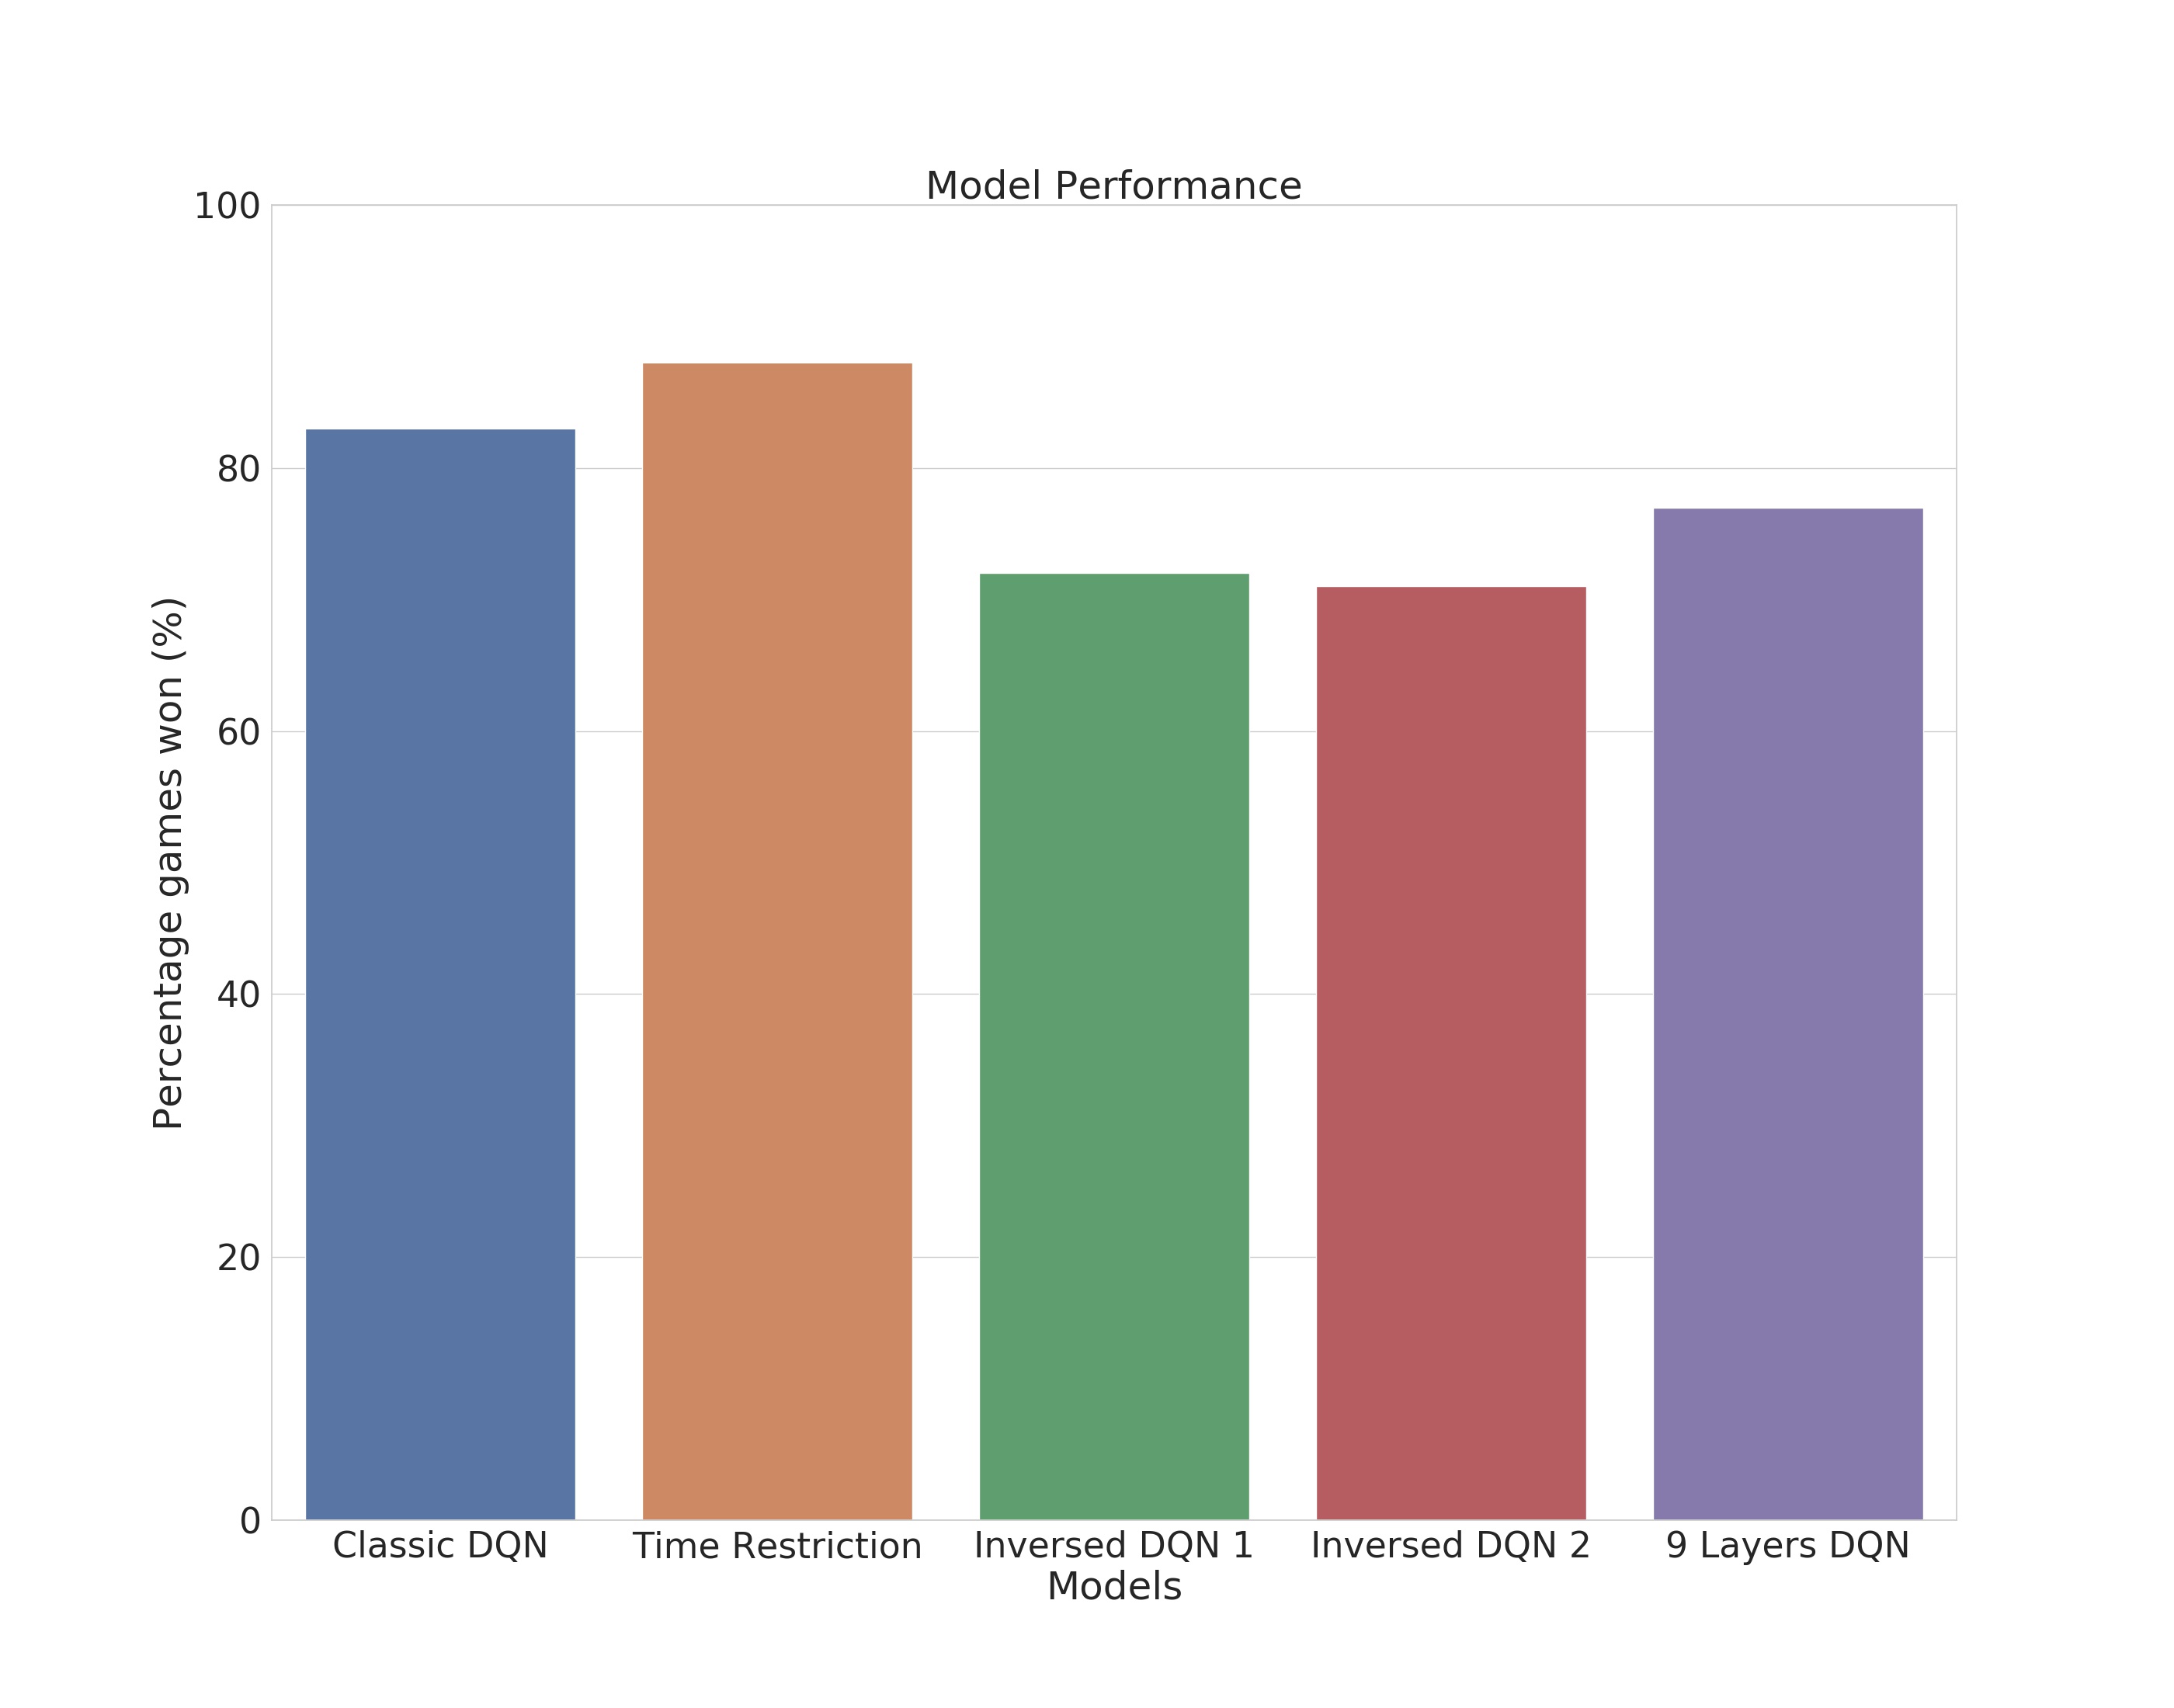 Model Performance
Percentage games won (%)
100
80
60
40
20
0
Classic DQN Time Restriction Inversed DQN 1 Inversed DQN 2 9 Layers DQN
Models